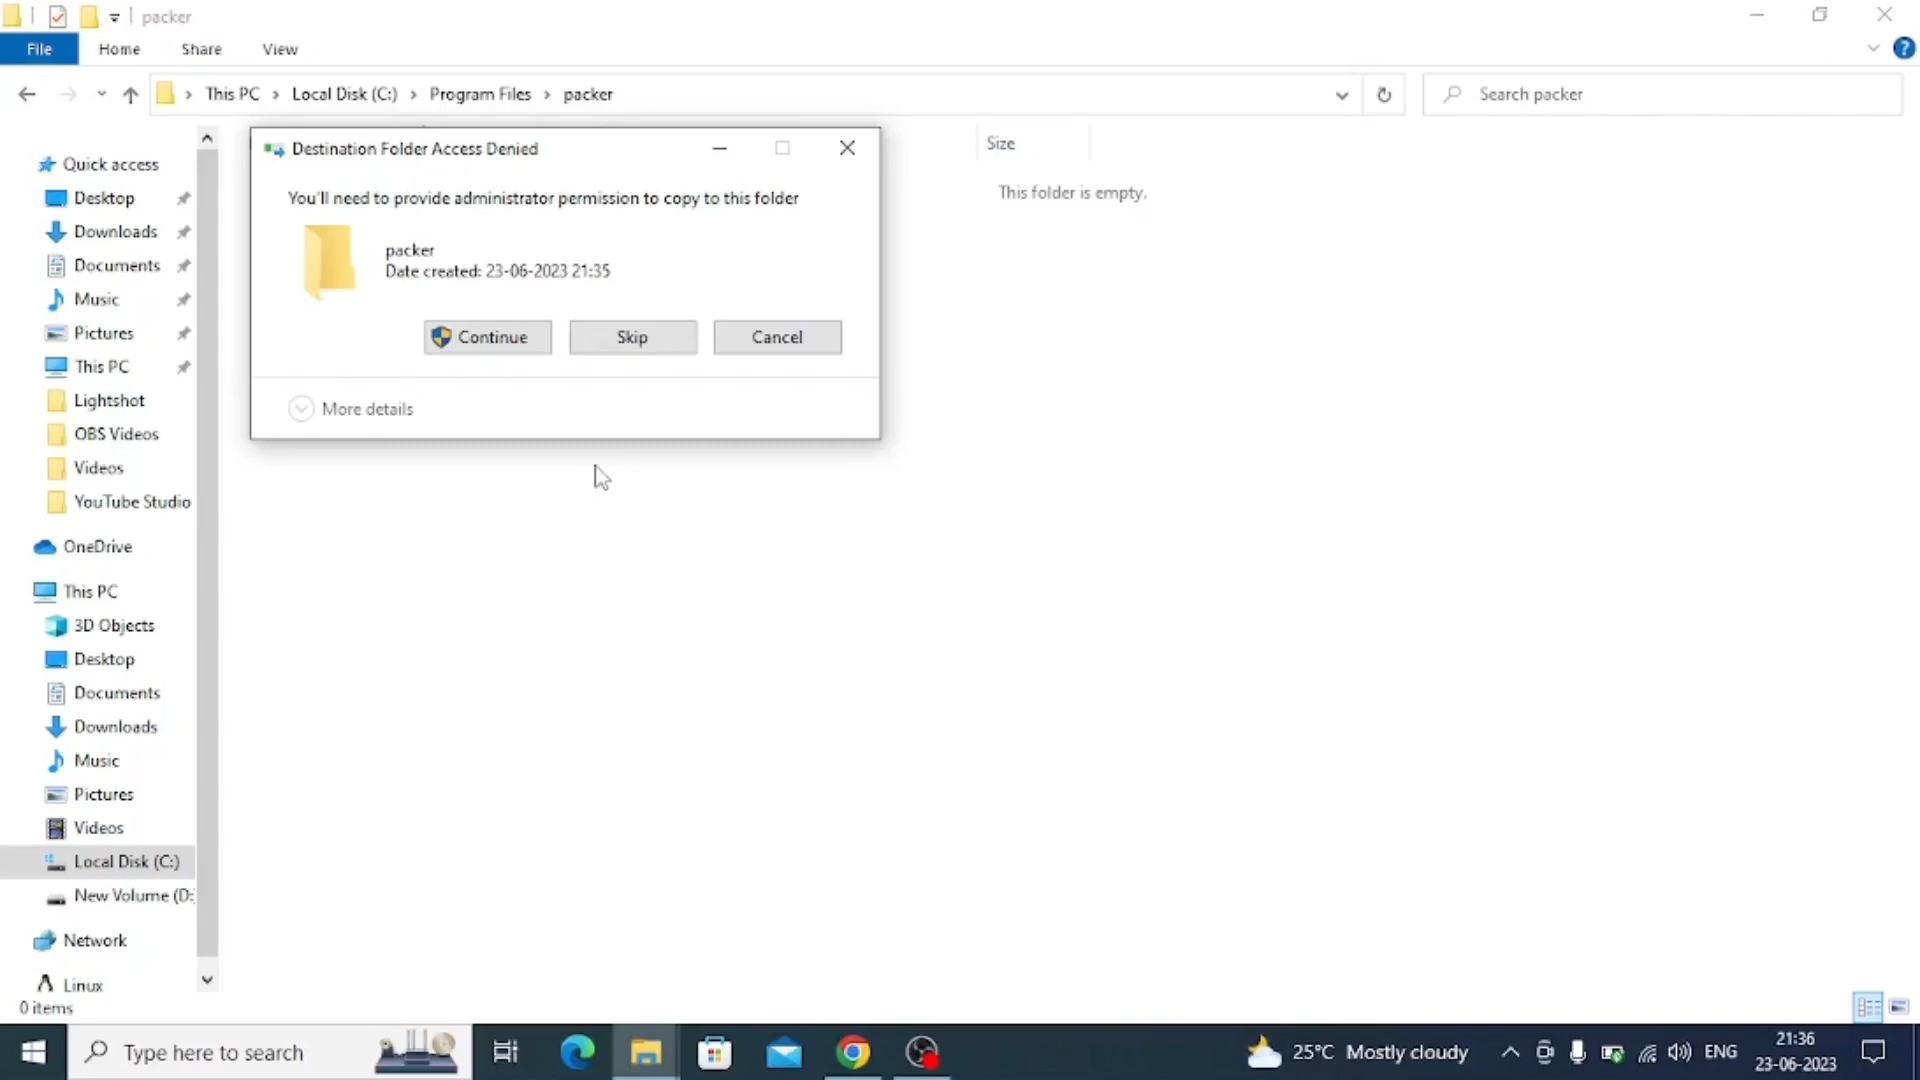 packer
File
Home
Share
View
This PC
Local Disk (C:)
Program Files
packer
Search packer
Destination Folder Access Denied
You'll need to provide administrator permission to copy to this folder
packer
Date created: 23-06-2023 21:35
Continue
Skip
Cancel
More details
Size
This folder is empty.
Quick access
Desktop
Downloads
Documents
Music
Pictures
This PC
Lightshot
OBS Videos
Videos
YouTube Studio
OneDrive
This PC
3D Objects
Desktop
Documents
Downloads
Music
Pictures
Videos
Local Disk (C:)
New Volume (D:
Network
Linux
0 items
Type here to search
25°C Mostly cloudy
ENG
21:36
23-06-2023